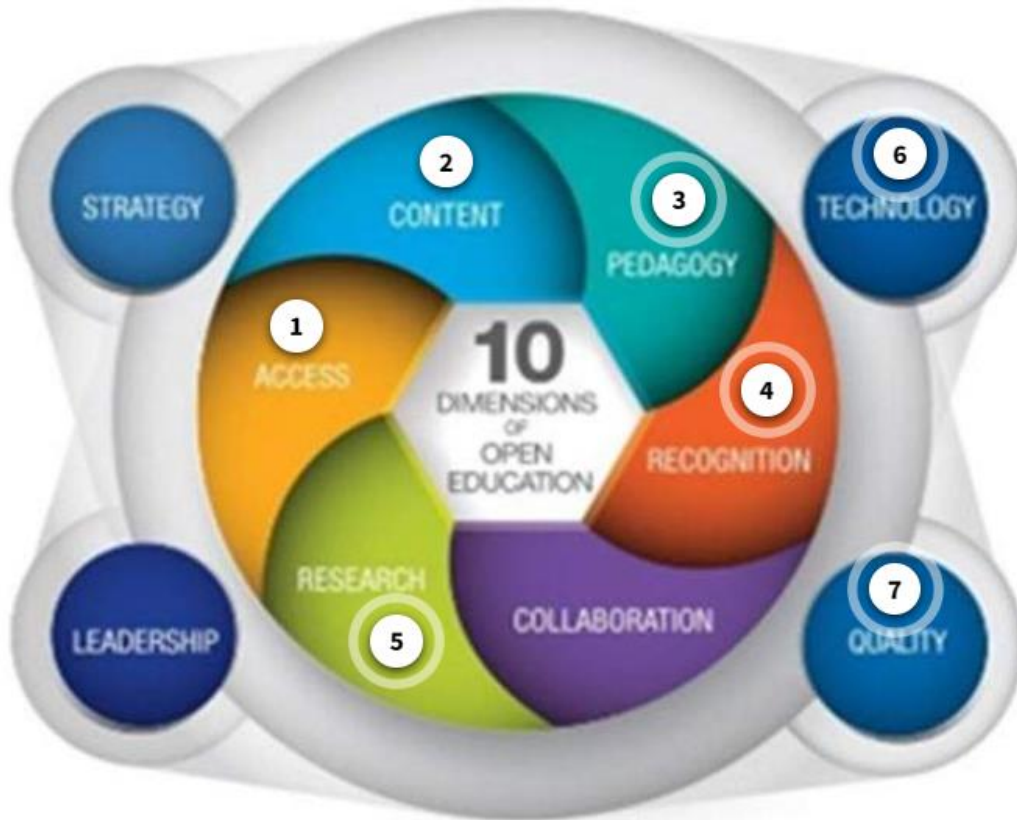 STRATEGY
2
CONTENT
3
PEDAGOGY
6
TECHNOLOGY
1
ACCESS
10
DIMENSIONS
OF
OPEN
EDUCATION
4
RECOGNITION
RESEARCH
5
COLLABORATION
LEADERSHIP
7
QUALITY